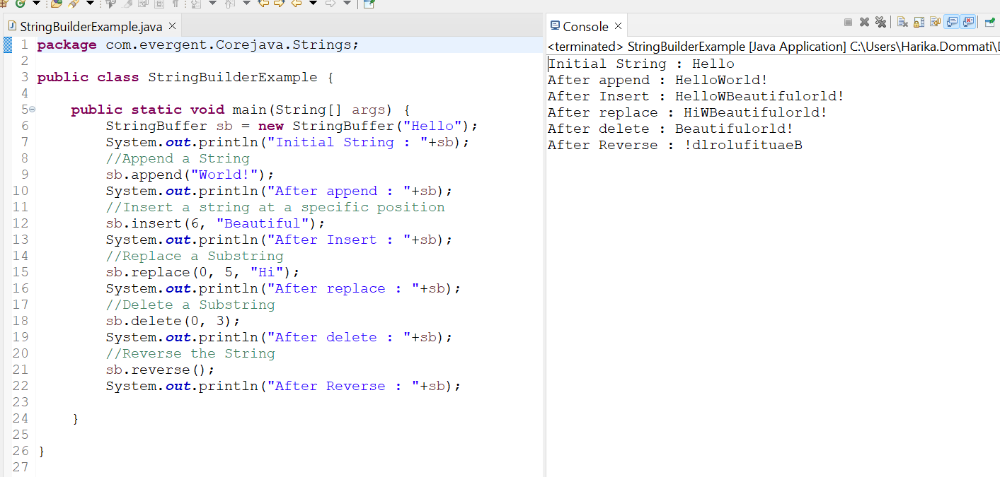 StringBuilderExample.java
1 package com.evergent.Corejava.Strings;
2
3 public class StringBuilderExample {
4
5     public static void main(String[] args) {
6         StringBuffer sb = new StringBuffer("Hello");
7         System.out.println("Initial String : "+sb);
8         //Append a String
9         sb.append("World!");
10         System.out.println("After append : "+sb);
11         //Insert a string at a specific position
12         sb.insert(6, "Beautiful");
13         System.out.println("After Insert : "+sb);
14         //Replace a Substring
15         sb.replace(0, 5, "Hi");
16         System.out.println("After replace : "+sb);
17         //Delete a Substring
18         sb.delete(0, 3);
19         System.out.println("After delete : "+sb);
20         //Reverse the String
21         sb.reverse();
22         System.out.println("After Reverse : "+sb);
23
24     }
25
26 }
27
Console
<terminated> StringBuilderExample [Java Application] C:\Users\Harika.Dommati\
Initial String : Hello
After append : HelloWorld!
After Insert : HelloWBeautifulorld!
After replace : HiWBeautifulorld!
After delete : Beautifulorld!
After Reverse : !dlrolufituaeB